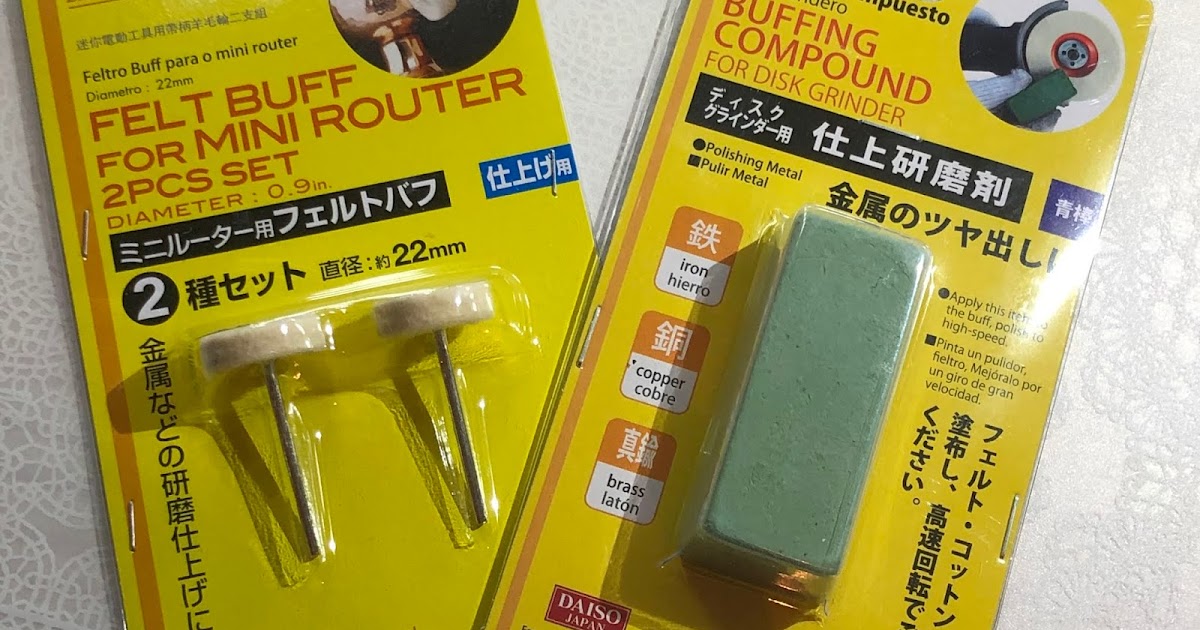 迷你電動工具用帶柄羊毛輪二支組
Feltro Buff para o mini router
Diametro : 22mm
FELT BUFF
FOR MINI ROUTER
2PCS SET
DIAMETER : 0.9in.
仕上げ用
ミニルーター用フェルトバフ
2種セット 直径:約22mm
金属などの研磨仕上げに
BUFFING
COMPOUND
FOR DISK GRINDER
ディスク
グラインダー用
仕上研磨剤
●Polishing Metal
■Pulir Metal
金属のツヤ出しに
青棒
鉄
iron
hierro
銅
copper
cobre
真鍮
brass
latón
●Apply this item to
the buff, polish to
high-speed.
■Pinta un pulidor,
fieltro, Mejóralo por
un giro de gran
velocidad.
フェルト・コットン
塗布し、高速回転で
ください。
DAISO
JAPAN